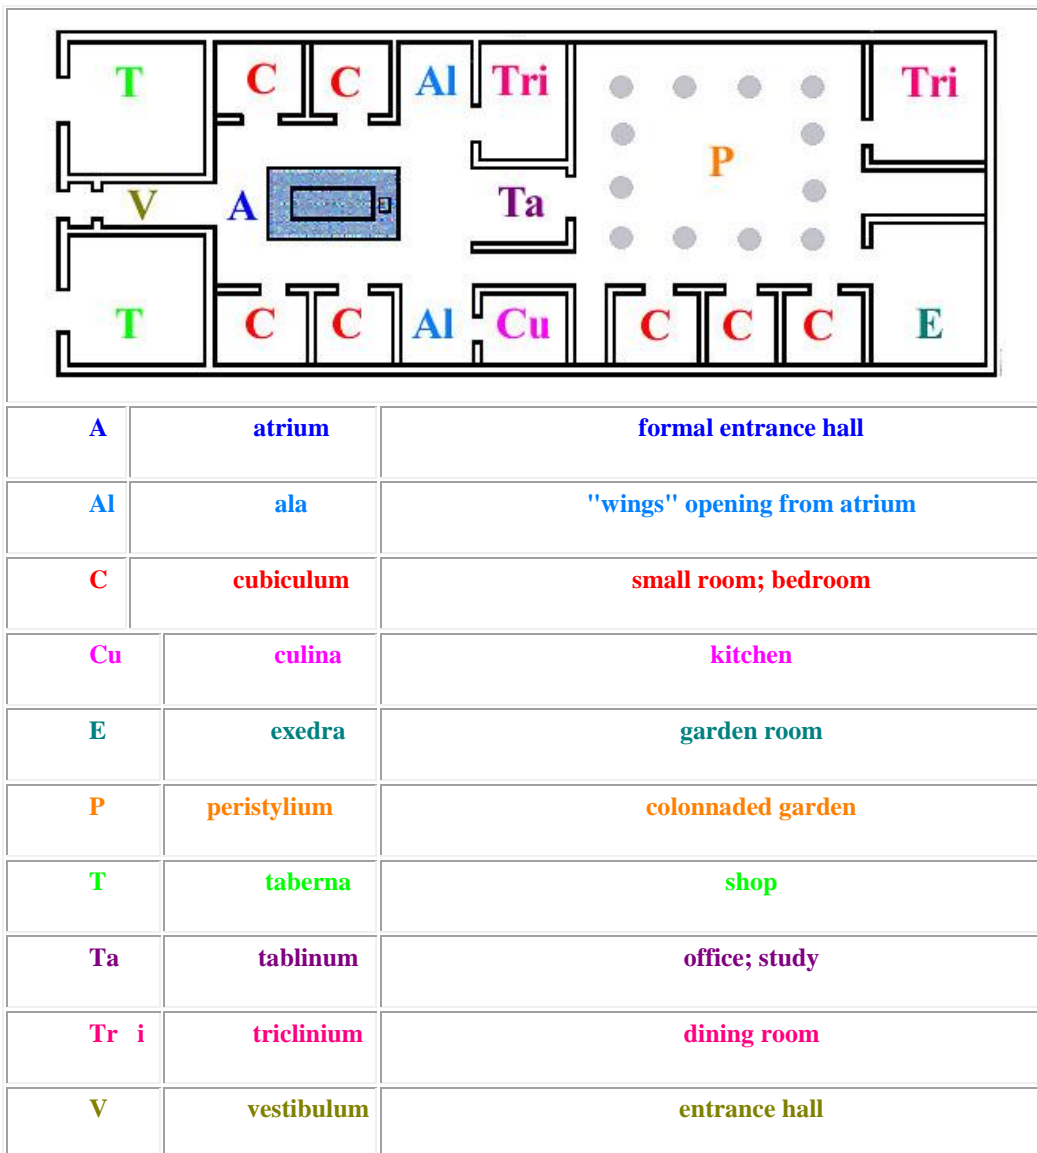 T C C Al Tri Tri
P
V A Ta
T C C Al Cu C C C E
A atrium formal entrance hall
Al ala "wings" opening from atrium
C cubiculum small room; bedroom
Cu culina kitchen
E exedra garden room
P peristylium colonnaded garden
T taberna shop
Ta tablinum office; study
Tr i triclinium dining room
V vestibulum entrance hall